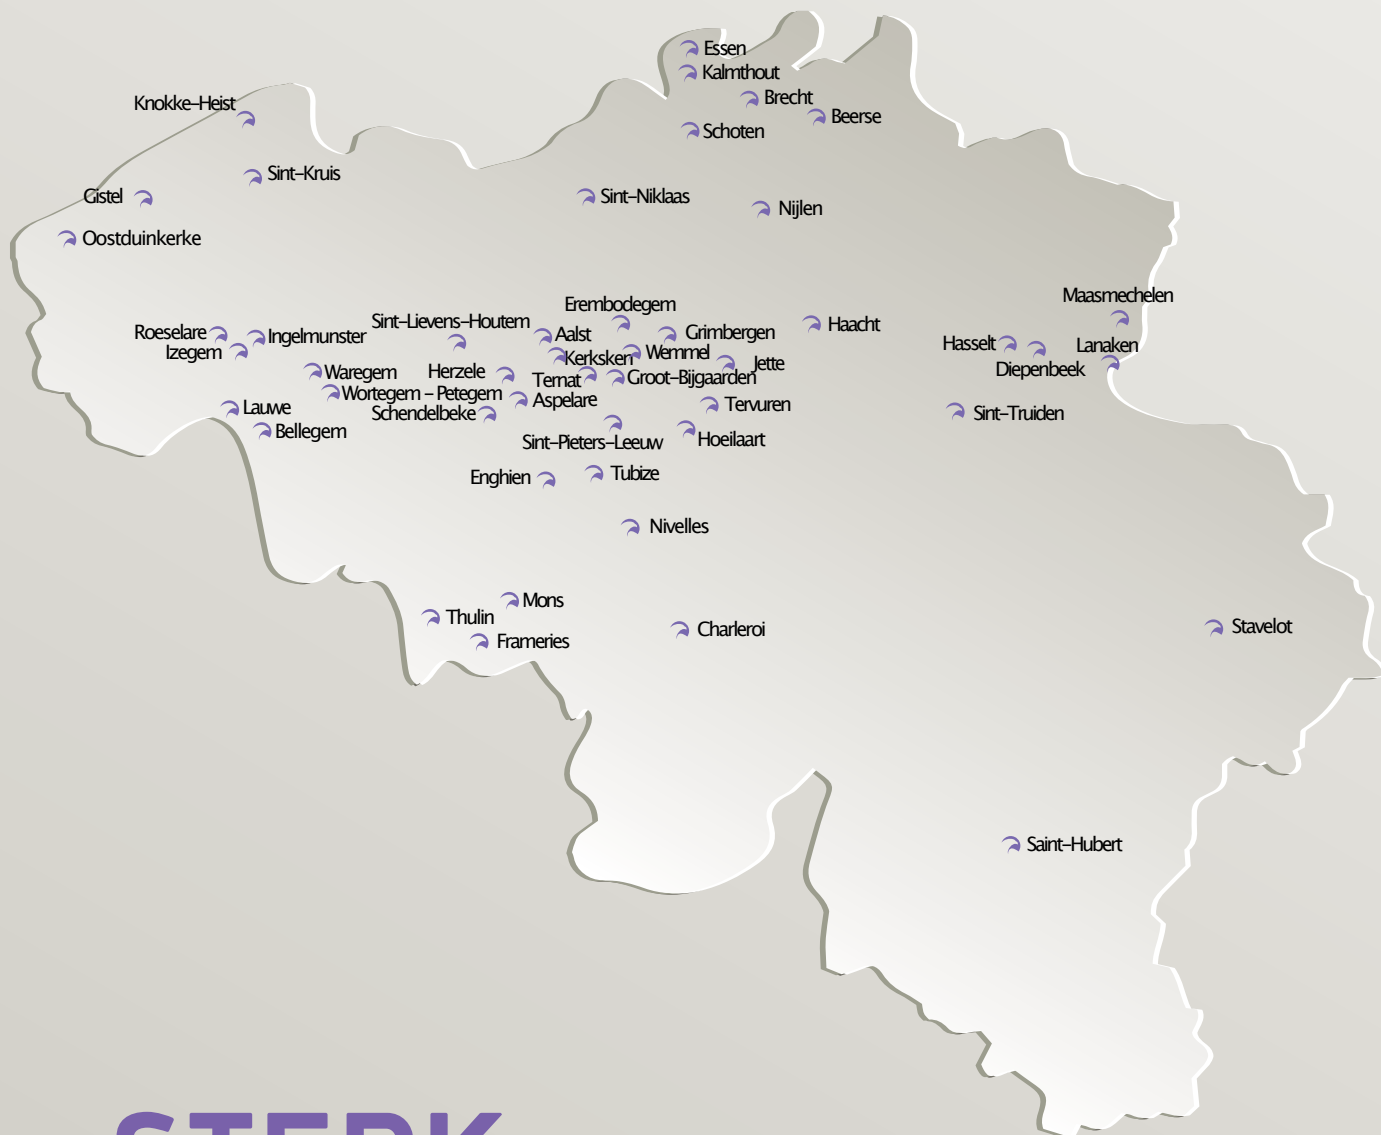 Essen
Kalmthout
Knokke-Heist
Brecht
Beerse
Schoten
Sint-Kruis
Gistel
Sint-Niklaas
Nijlen
Oostduinkerke
Maasmechelen
Erembodegem
Sint-Lievens-Houtem
Haacht
Roeselare
Ingelmunster
Aalst
Grimbergen
Hasselt
Lanaken
Izegem
Kerksken
Wemmel
Jette
Diepenbeek
Waregem
Herzele
Ternat
Groot-Bijgaarden
Wortegem - Petegem
Aspelare
Tervuren
Lauwe
Schendelbeke
Sint-Truiden
Bellegem
Sint-Pieters-Leeuw
Hoeilaart
Enghien
Tubize
Nivelles
Mons
Thulin
Charleroi
Stavelot
Frameries
Saint-Hubert
STERK